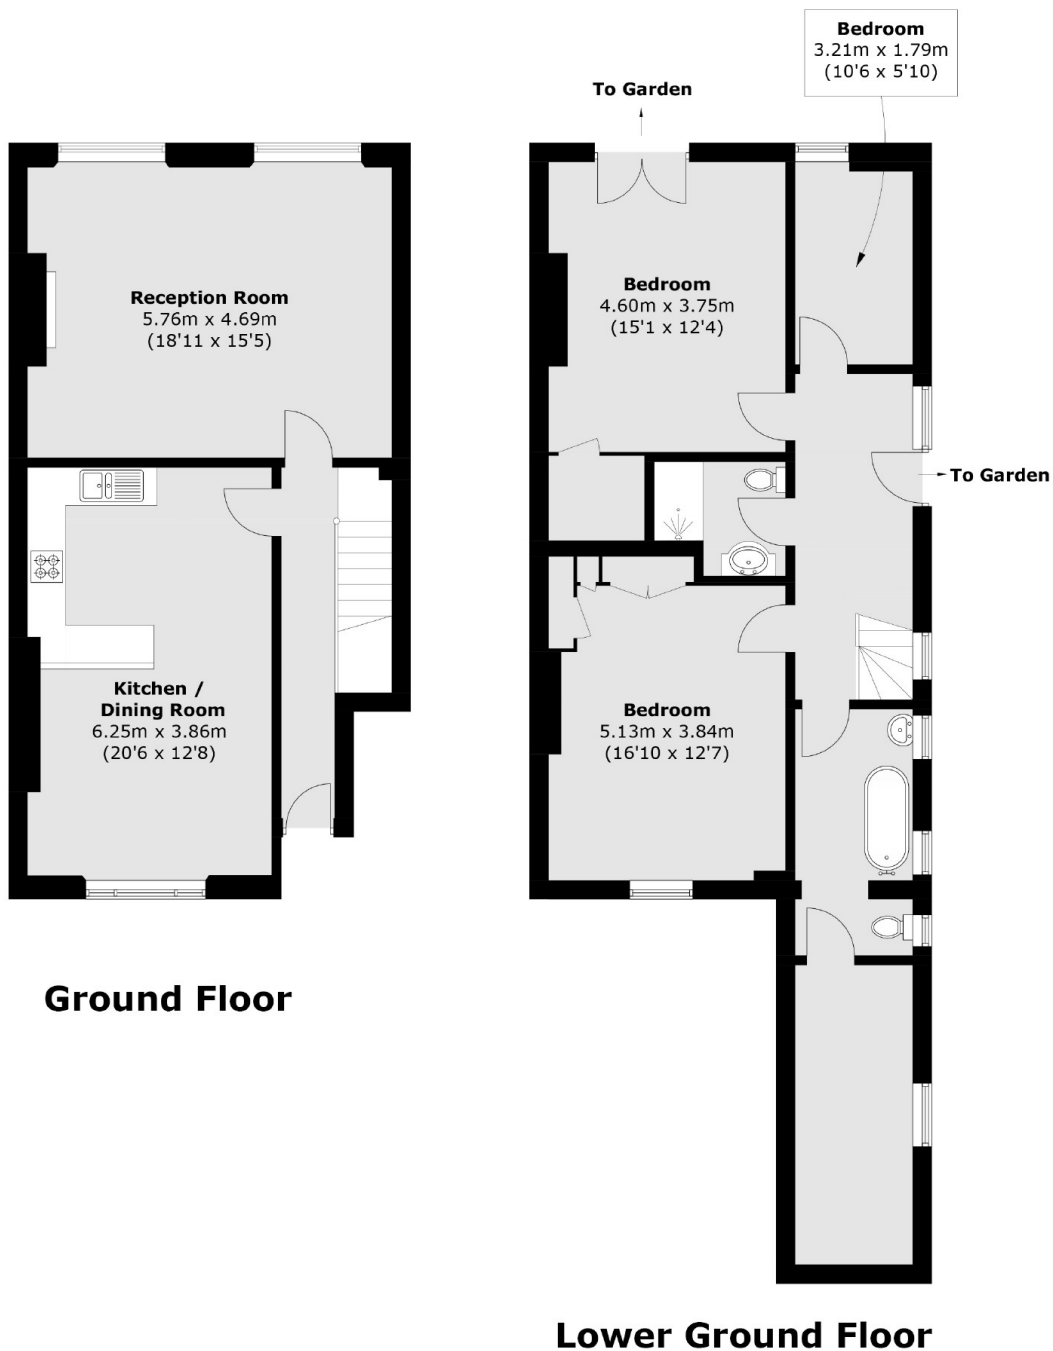 Bedroom
3.21m x 1.79m
(10'6 x 5'10)
To Garden
Reception Room
5.76m x 4.69m
(18'11 x 15'5)
Bedroom
4.60m x 3.75m
(15'1 x 12'4)
To Garden
Kitchen /
Dining Room
6.25m x 3.86m
(20'6 x 12'8)
Bedroom
5.13m x 3.84m
(16'10 x 12'7)
Ground Floor
Lower Ground Floor